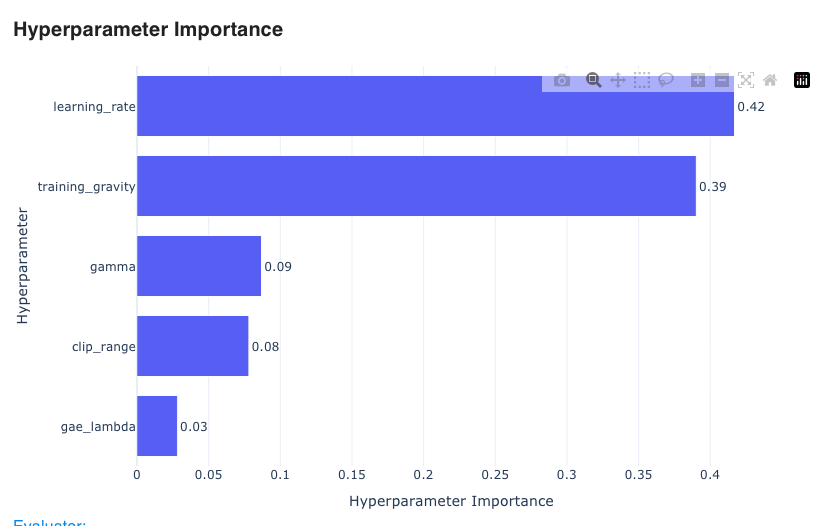 Hyperparameter Importance
learning_rate
0.42
training_gravity
0.39
gamma
0.09
clip_range
0.08
gae_lambda
0.03
Hyperparameter
0 0.05 0.1 0.15 0.2 0.25 0.3 0.35 0.4
Hyperparameter Importance
Evaluator: